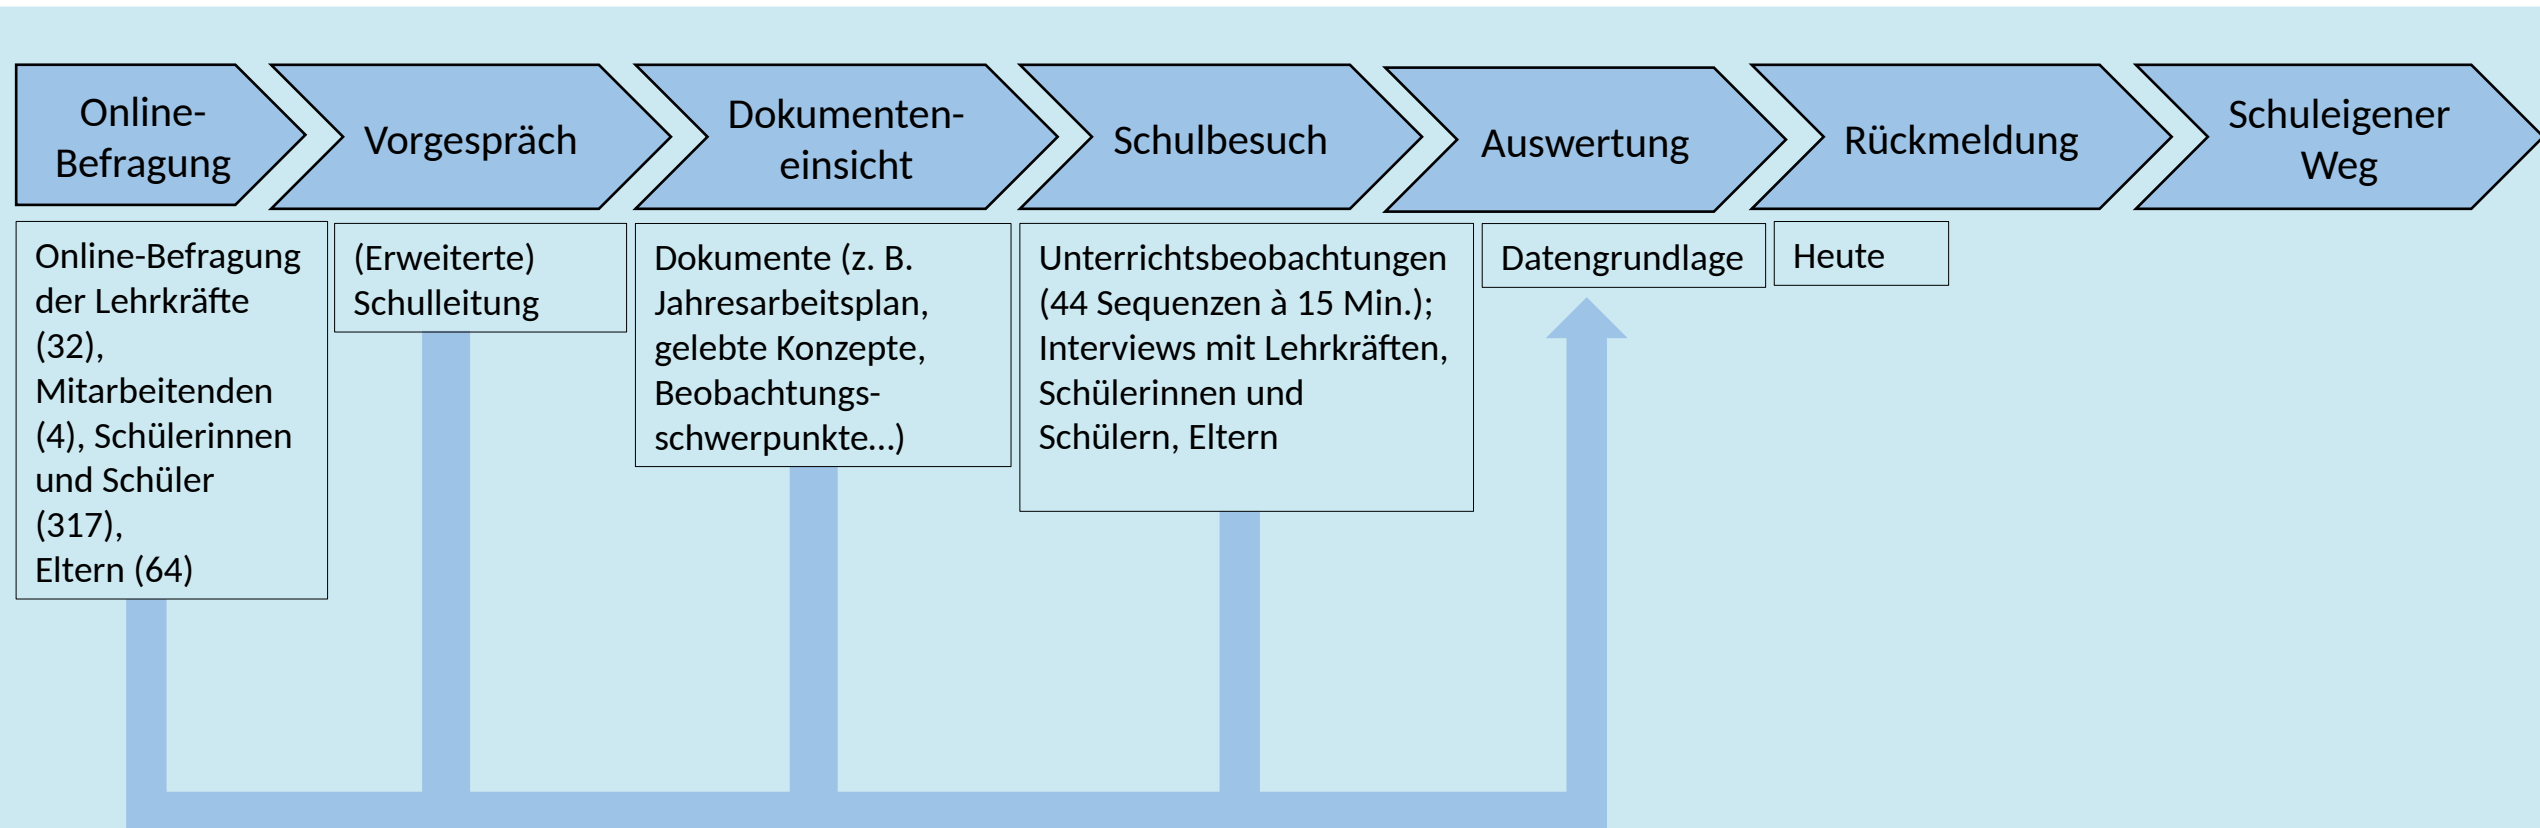 Online-
Befragung
Vorgespräch
Dokumenten-
einsicht
Schulbesuch
Auswertung
Rückmeldung
Schuleigener
Weg
Online-Befragung
der Lehrkräfte
(32),
Mitarbeitenden
(4), Schülerinnen
und Schüler
(317),
Eltern (64)
(Erweiterte)
Schulleitung
Dokumente (z. B.
Jahresarbeitsplan,
gelebte Konzepte,
Beobachtungs-
schwerpunkte...)
Unterrichtsbeobachtungen
(44 Sequenzen à 15 Min.);
Interviews mit Lehrkräften,
Schülerinnen und
Schülern, Eltern
Datengrundlage
Heute